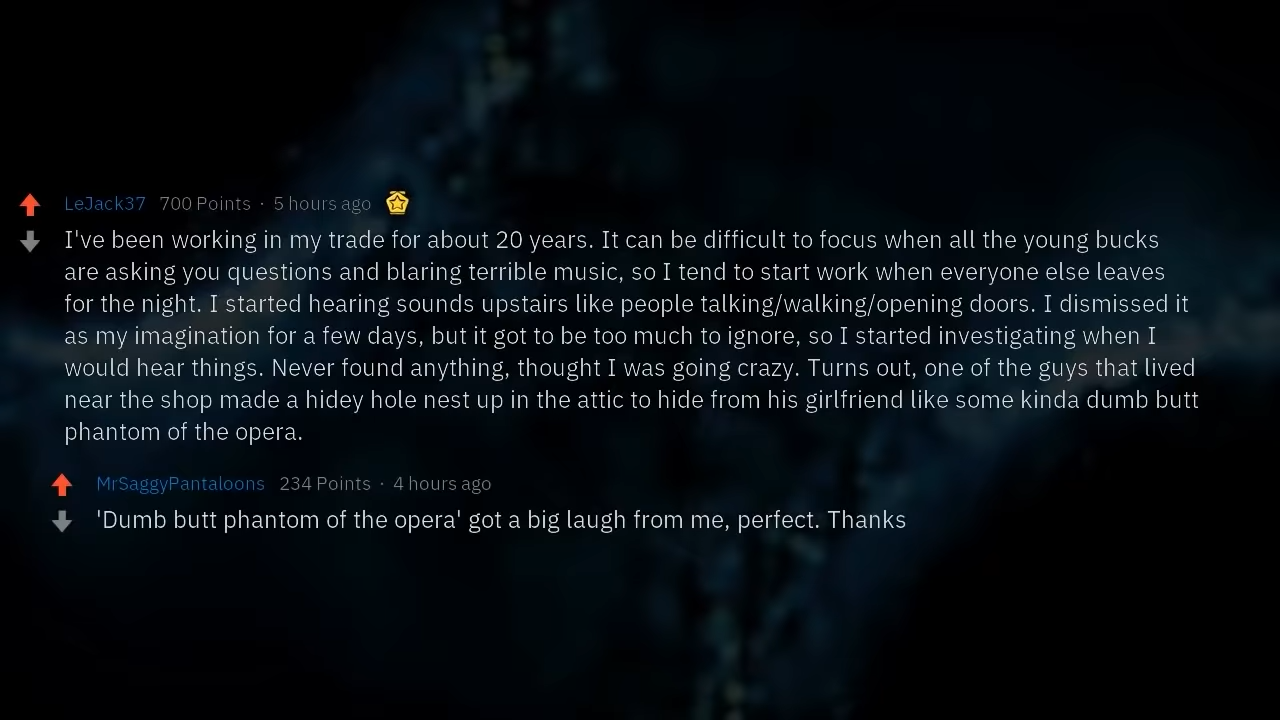 LeJack37 700 Points · 5 hours ago
I've been working in my trade for about 20 years. It can be difficult to focus when all the young bucks
are asking you questions and blaring terrible music, so I tend to start work when everyone else leaves
for the night. I started hearing sounds upstairs like people talking/walking/opening doors. I dismissed it
as my imagination for a few days, but it got to be too much to ignore, so I started investigating when I
would hear things. Never found anything, thought I was going crazy. Turns out, one of the guys that lived
near the shop made a hidey hole nest up in the attic to hide from his girlfriend like some kinda dumb butt
phantom of the opera.
MrSaggyPantaloons 234 Points · 4 hours ago
'Dumb butt phantom of the opera' got a big laugh from me, perfect. Thanks